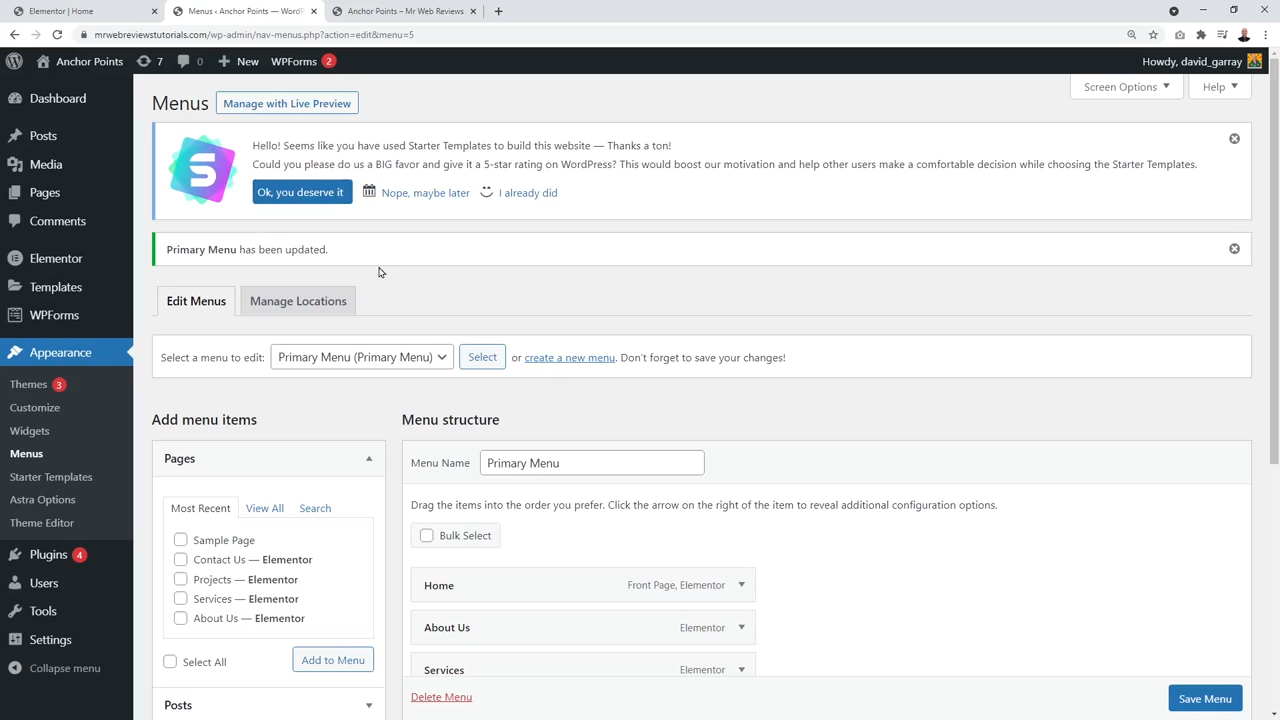 Elementor | Home
Menus ‹ Anchor Points — WordP
Anchor Points – Mr Web Reviews
mrwebreviewstutorials.com/wp-admin/nav-menus.php?action=edit&menu=5
Anchor Points
7
0
New
WPForms 2
Howdy, david_garray
Dashboard
Posts
Media
Pages
Comments
Elementor
Templates
WPForms
Appearance
Themes 3
Customize
Widgets
Menus
Starter Templates
Astra Options
Theme Editor
Plugins 4
Users
Tools
Settings
Collapse menu
Screen Options
Help
Menus
Manage with Live Preview
S
Hello! Seems like you have used Starter Templates to build this website — Thanks a ton!
Could you please do us a BIG favor and give it a 5-star rating on WordPress? This would boost our motivation and help other users make a comfortable decision while choosing the Starter Templates.
Ok, you deserve it
Nope, maybe later
I already did
Primary Menu has been updated.
Edit Menus
Manage Locations
Select a menu to edit: Primary Menu (Primary Menu) Select or create a new menu. Don't forget to save your changes!
Add menu items
Pages
Most Recent
View All
Search
Sample Page
Contact Us — Elementor
Projects — Elementor
Services — Elementor
About Us — Elementor
Select All
Add to Menu
Posts
Menu structure
Menu Name Primary Menu
Drag the items into the order you prefer. Click the arrow on the right of the item to reveal additional configuration options.
Bulk Select
Home Front Page, Elementor
About Us Elementor
Services Elementor
Delete Menu
Save Menu